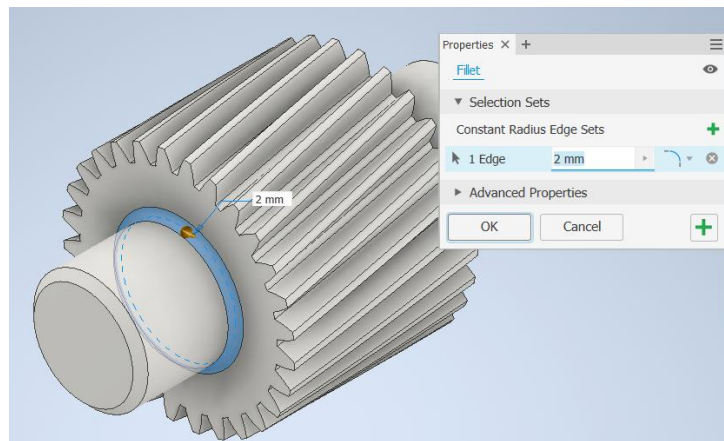 Properties × +
Fillet
Selection Sets
Constant Radius Edge Sets
1 Edge 2 mm
Advanced Properties
OK Cancel
2 mm